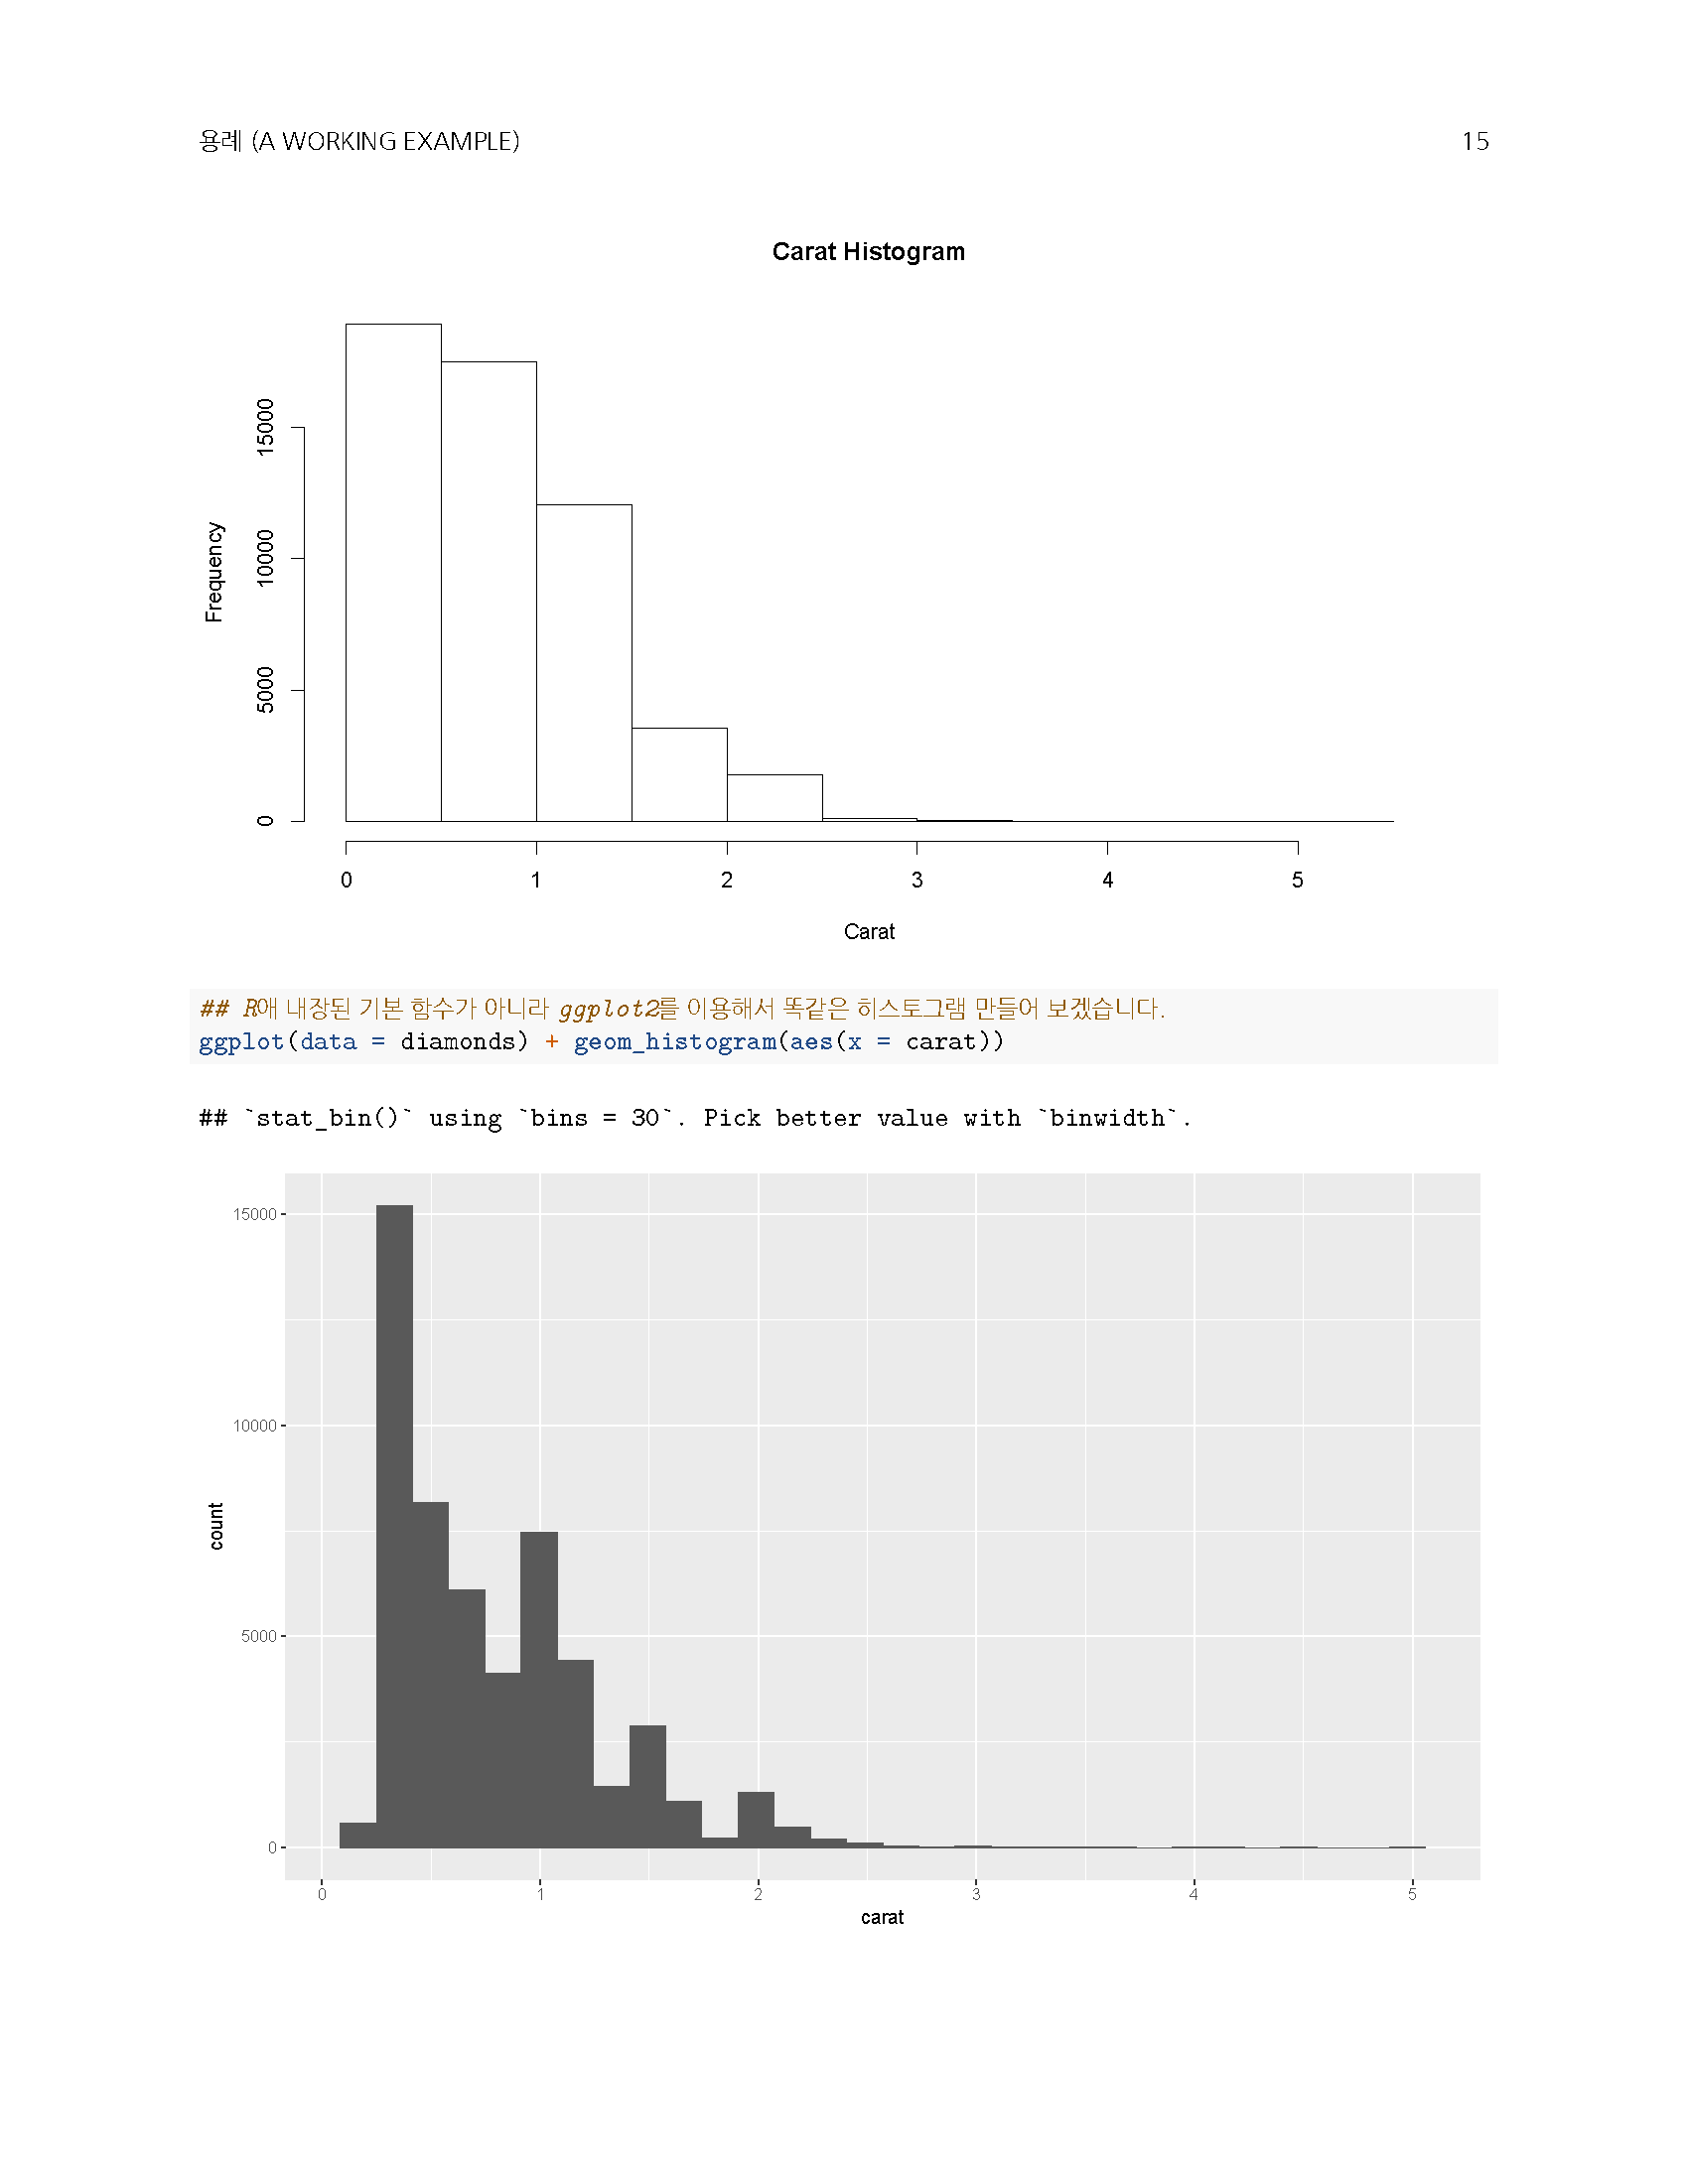 용례 (A WORKING EXAMPLE) 15
Carat Histogram
Frequency
15000
10000
5000
0
0 1 2 3 4 5
Carat
## R애 내장된 기본 함수가 아니라 ggplot2를 이용해서 똑같은 히스토그램 만들어 보겠습니다.
ggplot(data = diamonds) + geom_histogram(aes(x = carat))
## `stat_bin()` using `bins = 30`. Pick better value with `binwidth`.
count
15000
10000
5000
0
0 1 2 3 4 5
carat